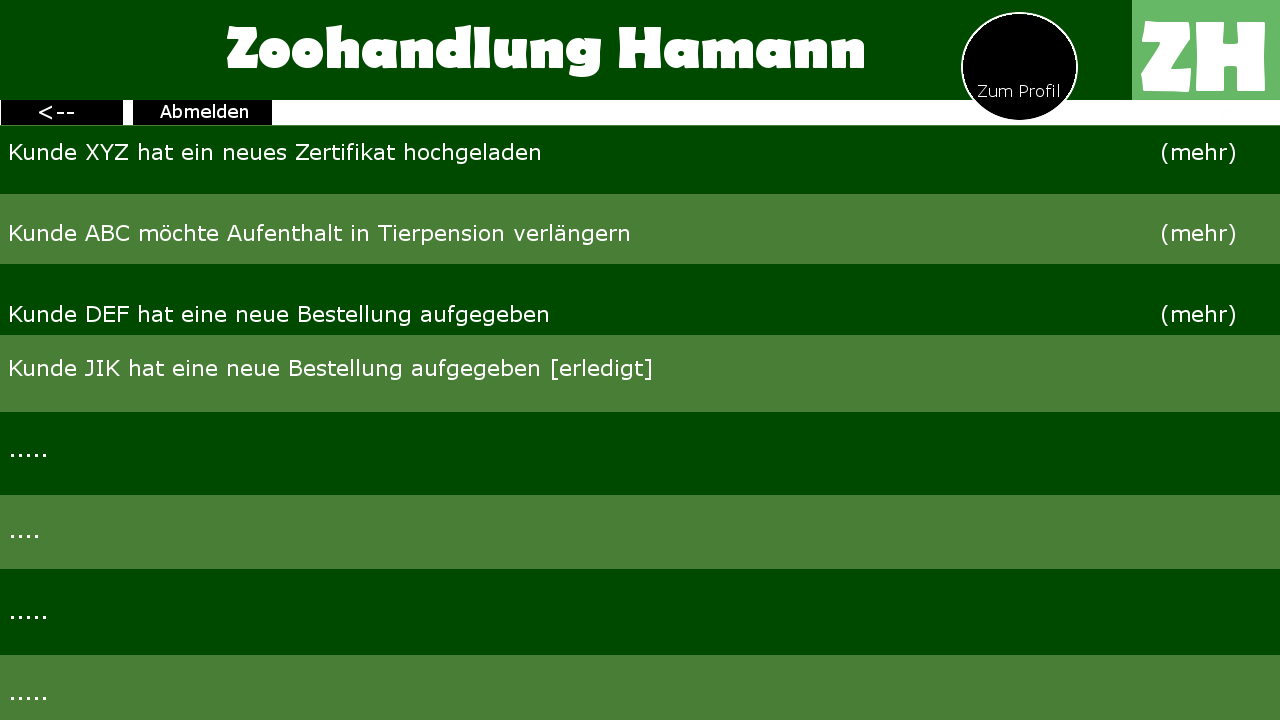 Zoohandlung Hamann
ZH
Zum Profil
<-- Abmelden
Kunde XYZ hat ein neues Zertifikat hochgeladen (mehr)
Kunde ABC möchte Aufenthalt in Tierpension verlängern (mehr)
Kunde DEF hat eine neue Bestellung aufgegeben (mehr)
Kunde JIK hat eine neue Bestellung aufgegeben [erledigt]
.....
....
.....
.....